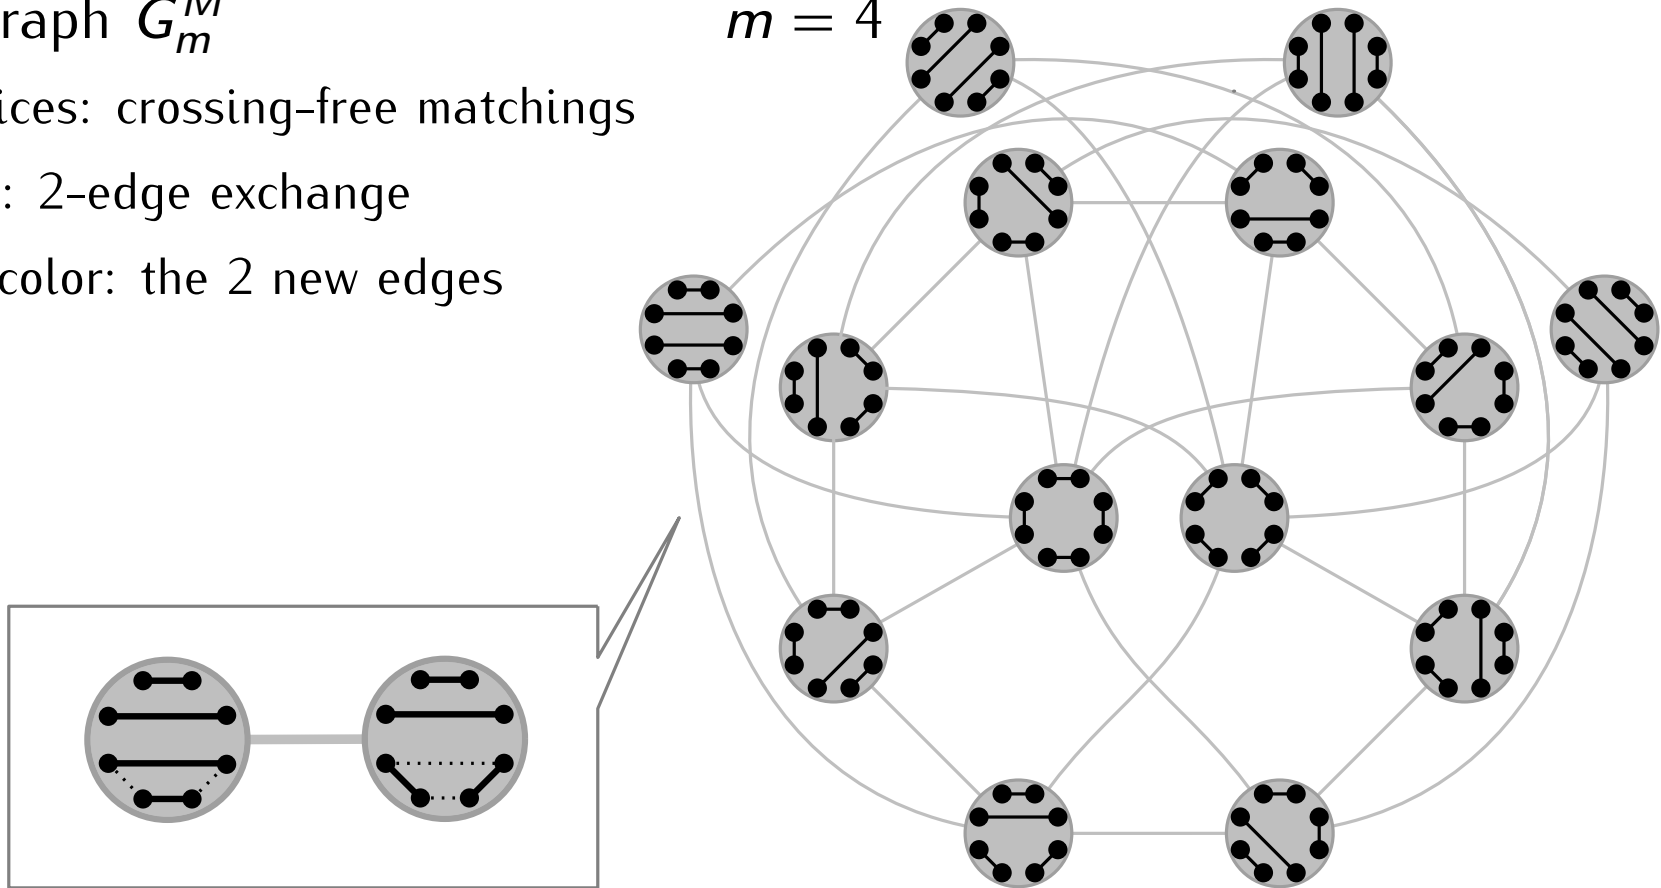 raph G_m^M
m = 4
ices: crossing-free matchings
: 2-edge exchange
color: the 2 new edges